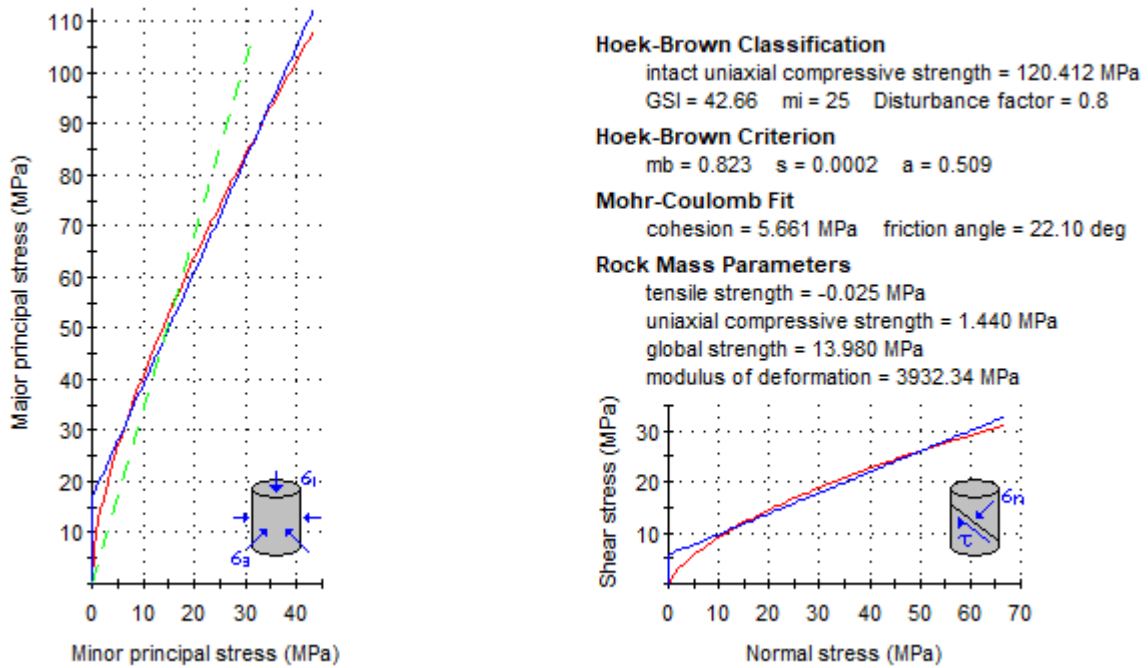 110
100
90
80
70
60
50
40
30
20
10
Major principal stress (MPa)
0 10 20 30 40
Minor principal stress (MPa)
σ1
σ3
Hoek-Brown Classification
intact uniaxial compressive strength = 120.412 MPa
GSI = 42.66 mi = 25 Disturbance factor = 0.8
Hoek-Brown Criterion
mb = 0.823 s = 0.0002 a = 0.509
Mohr-Coulomb Fit
cohesion = 5.661 MPa friction angle = 22.10 deg
Rock Mass Parameters
tensile strength = -0.025 MPa
uniaxial compressive strength = 1.440 MPa
global strength = 13.980 MPa
modulus of deformation = 3932.34 MPa
Shear stress (MPa)
30
20
10
σn
τ
0 10 20 30 40 50 60 70
Normal stress (MPa)